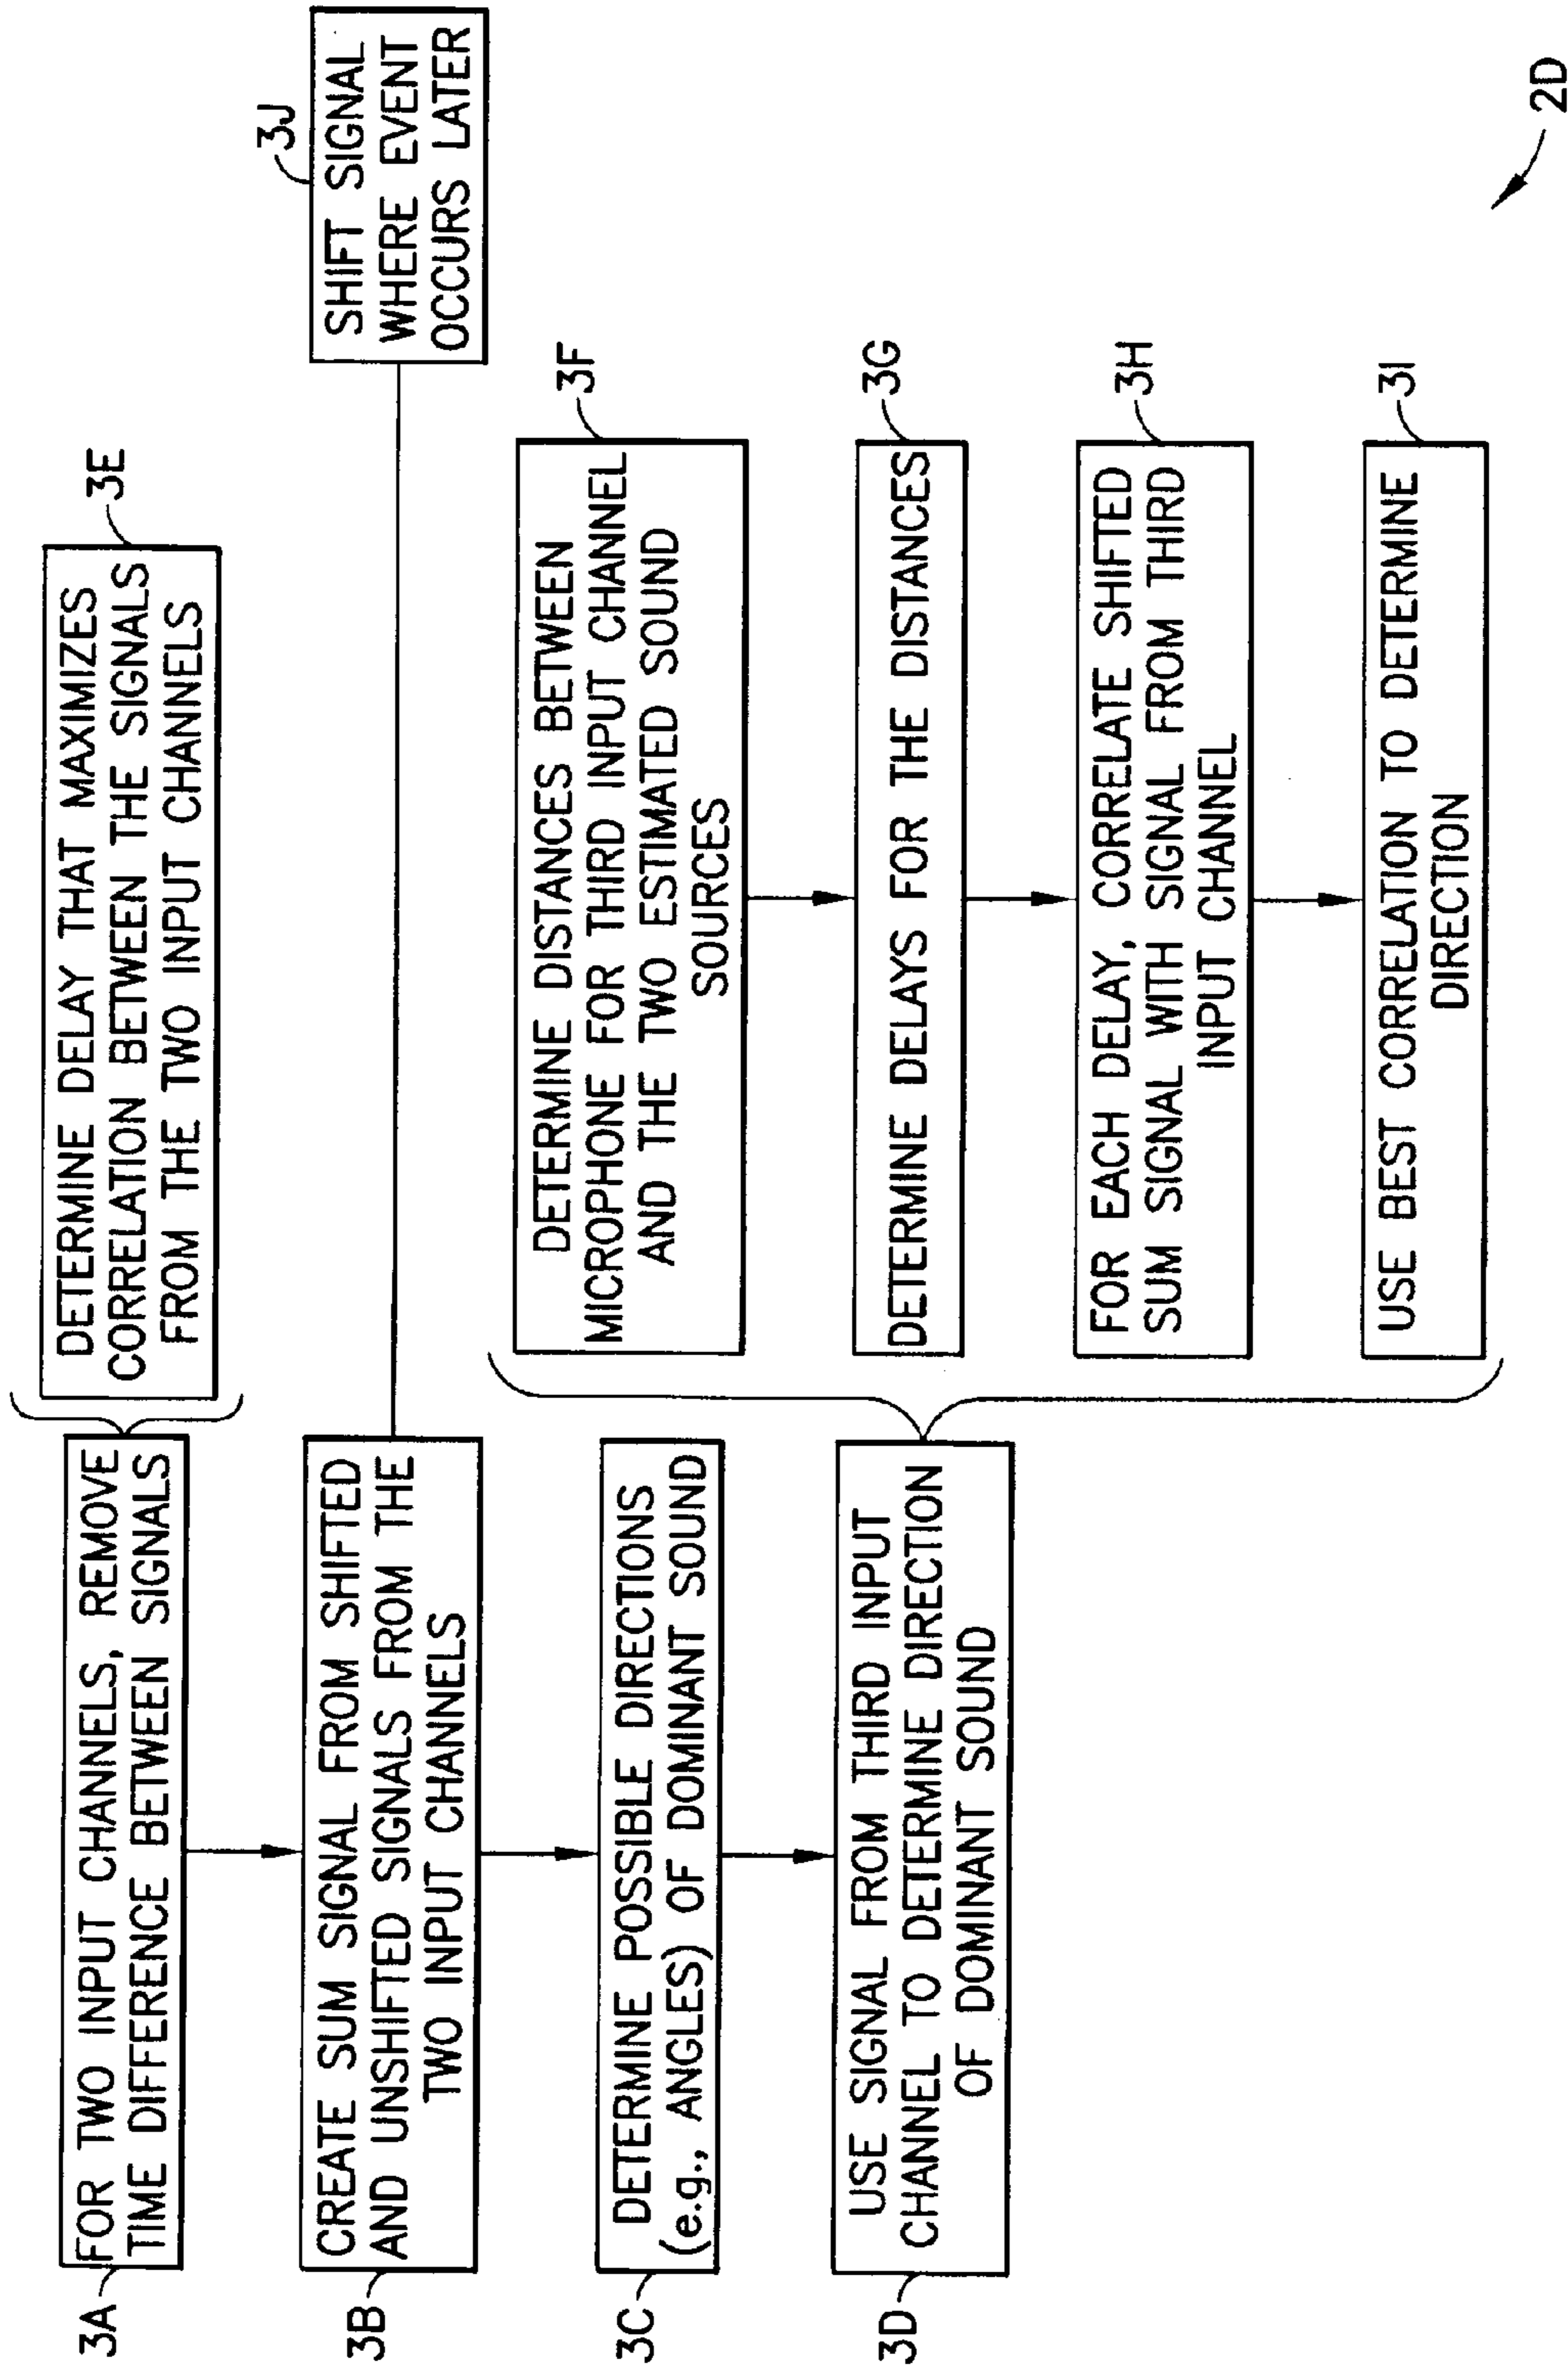 3A
FOR TWO INPUT CHANNELS, REMOVE
TIME DIFFERENCE BETWEEN SIGNALS
3E
DETERMINE DELAY THAT MAXIMIZES
CORRELATION BETWEEN THE SIGNALS
FROM THE TWO INPUT CHANNELS
3B
CREATE SUM SIGNAL FROM SHIFTED
AND UNSHIFTED SIGNALS FROM THE
TWO INPUT CHANNELS
3J
SHIFT SIGNAL
WHERE EVENT
OCCURS LATER
3C
DETERMINE POSSIBLE DIRECTIONS
(e.g., ANGLES) OF DOMINANT SOUND
3D
USE SIGNAL FROM THIRD INPUT
CHANNEL TO DETERMINE DIRECTION
OF DOMINANT SOUND
3F
DETERMINE DISTANCES BETWEEN
MICROPHONE FOR THIRD INPUT CHANNEL
AND THE TWO ESTIMATED SOUND
SOURCES
3G
DETERMINE DELAYS FOR THE DISTANCES
3H
FOR EACH DELAY, CORRELATE SHIFTED
SUM SIGNAL WITH SIGNAL FROM THIRD
INPUT CHANNEL
3I
USE BEST CORRELATION TO DETERMINE
DIRECTION
2D